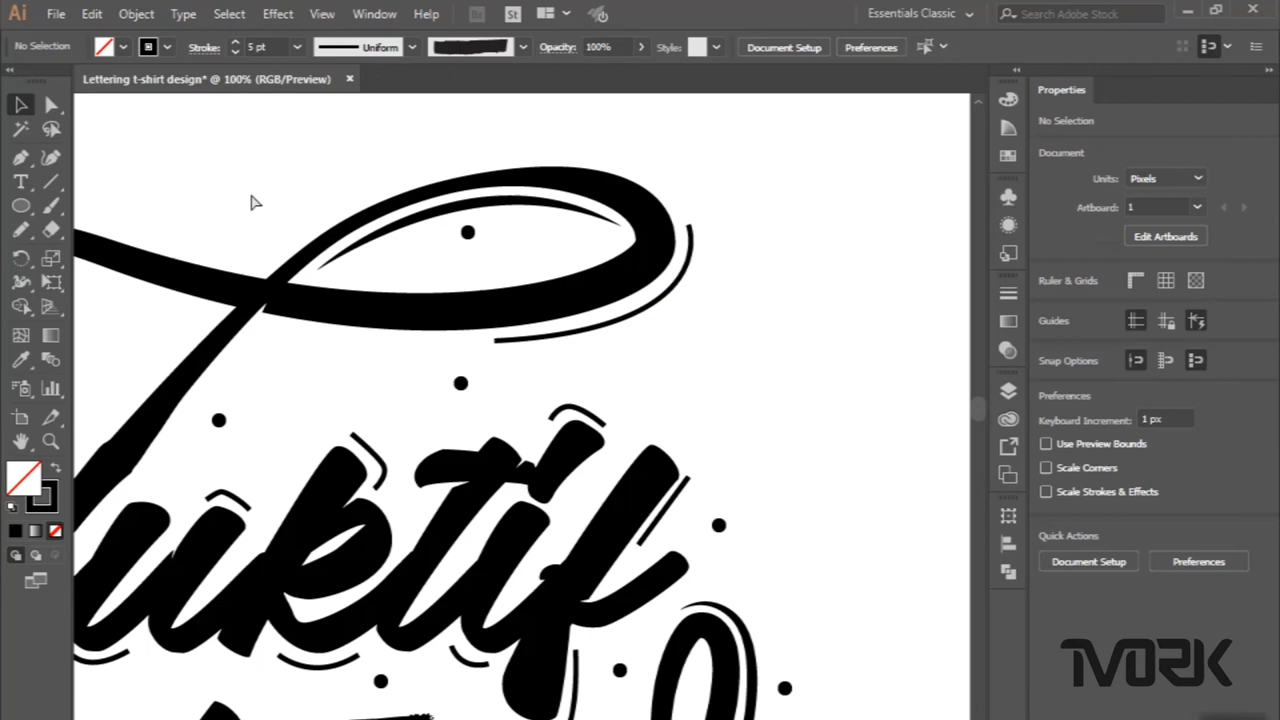 Ai File Edit Object Type Select Effect View Window Help Br St Essentials Classic Search Adobe Stock
No Selection Stroke: 5 pt Uniform Opacity: 100% Style: Document Setup Preferences
Lettering t-shirt design* @ 100% (RGB/Preview) ×
Properties
No Selection
Document
Units: Pixels
Artboard: 1
Edit Artboards
Ruler & Grids
Guides
Snap Options
Preferences
Keyboard Increment: 1 px
Use Preview Bounds
Scale Corners
Scale Strokes & Effects
Quick Actions
Document Setup Preferences
uktif